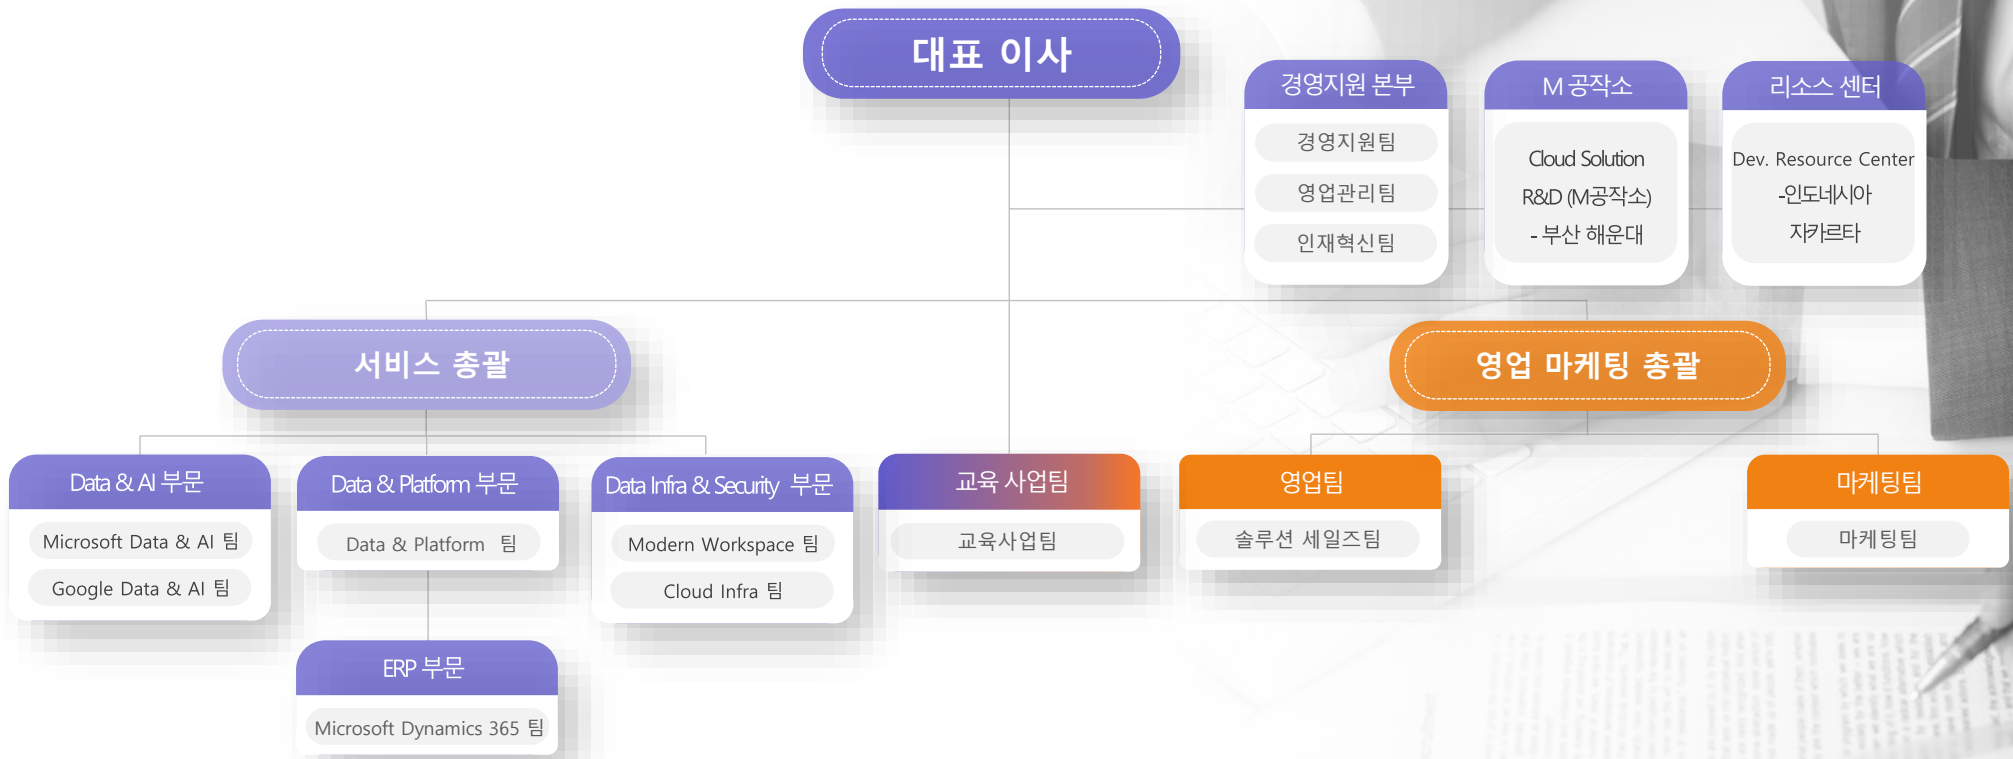 대표 이사
경영지원 본부
경영지원팀
영업관리팀
인재혁신팀
M 공작소
Cloud Solution
R&D (M공작소)
- 부산 해운대
리소스 센터
Dev. Resource Center
-인도네시아
자카르타
서비스 총괄
영업 마케팅 총괄
Data & AI 부문
Microsoft Data & AI 팀
Google Data & AI 팀
Data & Platform 부문
Data & Platform 팀
ERP 부문
Microsoft Dynamics 365 팀
Data Infra & Security 부문
Modern Workspace 팀
Cloud Infra 팀
교육 사업팀
교육사업팀
영업팀
솔루션 세일즈팀
마케팅팀
마케팅팀